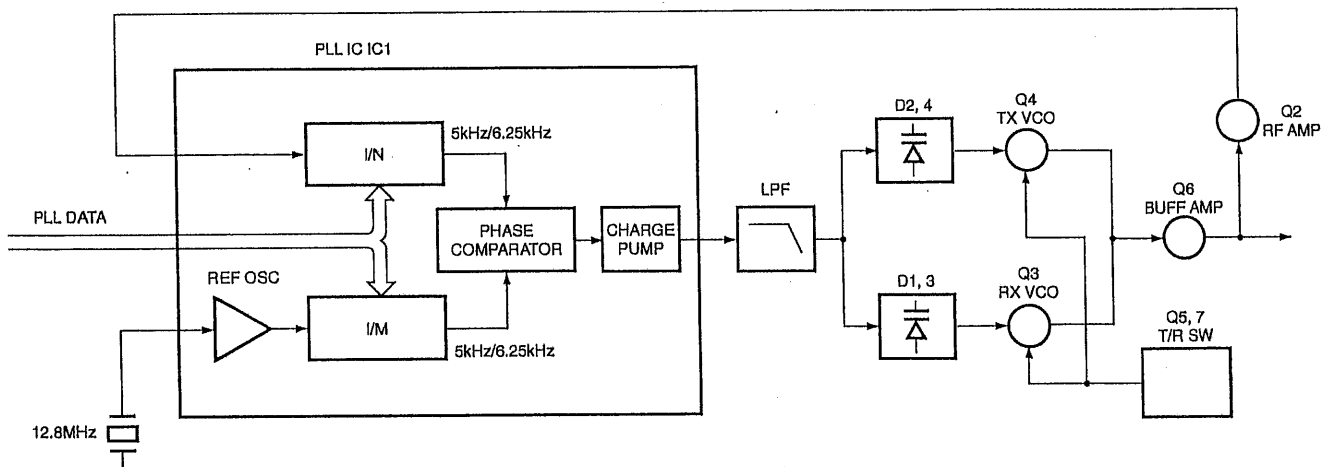 PLL IC IC1
I/N
5kHz/6.25kHz
PLL DATA
PHASE
COMPARATOR
CHARGE
PUMP
LPF
REF OSC
I/M
5kHz/6.25kHz
12.8MHz
D2, 4
Q4
TX VCO
Q2
RF AMP
Q6
BUFF AMP
D1, 3
Q3
RX VCO
Q5, 7
T/R SW